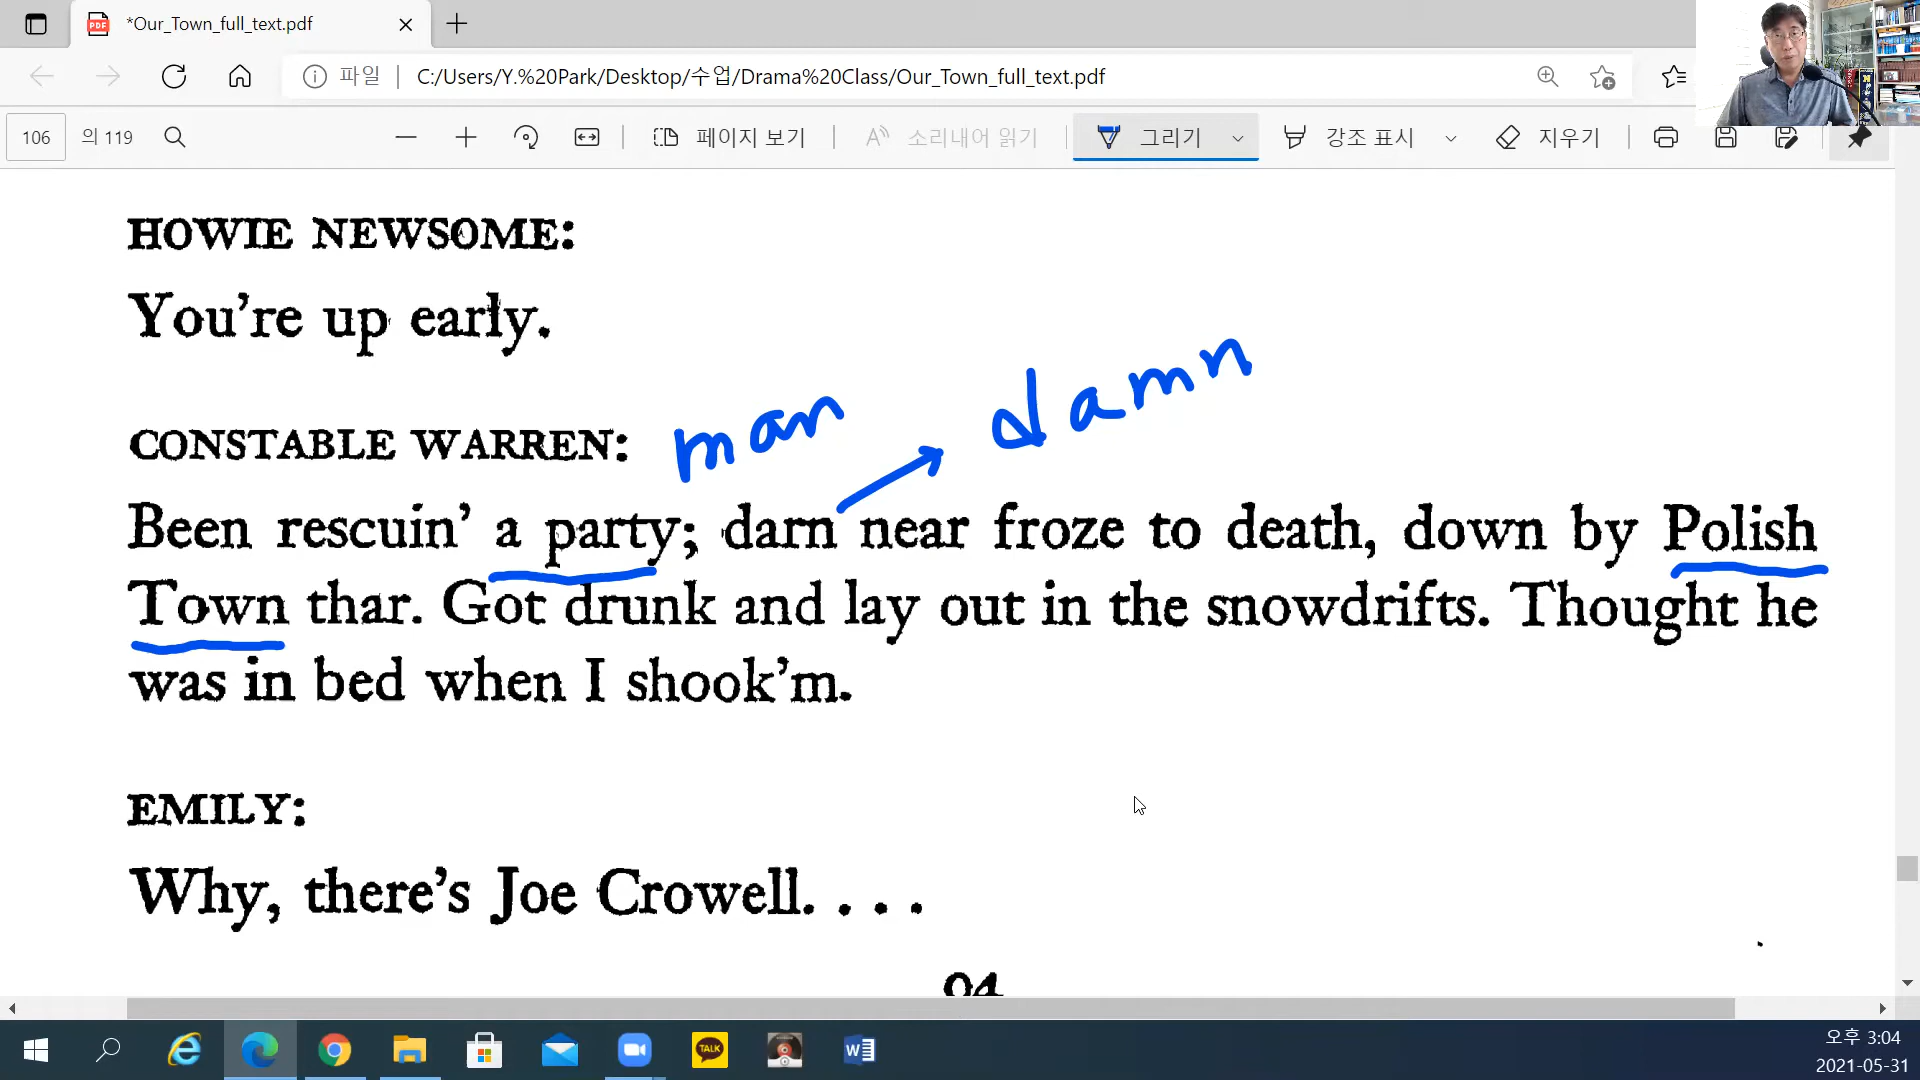 *Our_Town_full_text.pdf
파일 C:/Users/Y.%20Park/Desktop/수업/Drama%20Class/Our_Town_full_text.pdf
106 의 119 페이지 보기 소리내어 읽기 그리기 강조 표시 지우기
HOWIE NEWSOME:
You're up early.
damn
man
CONSTABLE WARREN:
Been rescuin' a party; darn near froze to death, down by Polish
Town thar. Got drunk and lay out in the snowdrifts. Thought he
was in bed when I shook'm.
EMILY:
Why, there's Joe Crowell. . . .
94
TALK
오후 3:04
2021-05-31